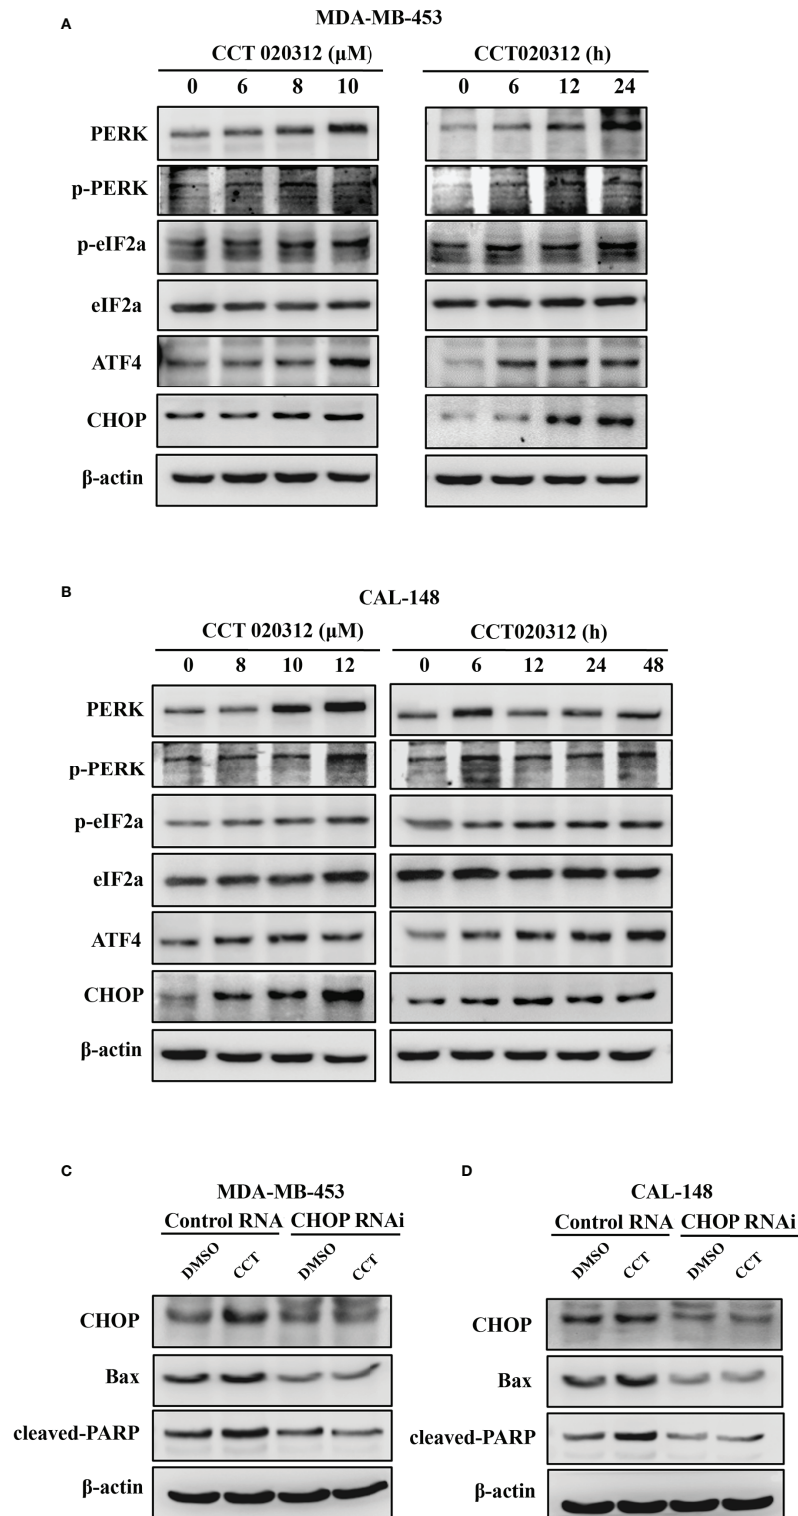 A
MDA-MB-453
CCT 020312 (μM)
CCT020312 (h)
0 6 8 10
0 6 12 24
PERK
p-PERK
p-eIF2a
eIF2a
ATF4
CHOP
β-actin
B
CAL-148
CCT 020312 (μM)
CCT020312 (h)
0 8 10 12
0 6 12 24 48
PERK
p-PERK
p-eIF2a
eIF2a
ATF4
CHOP
β-actin
C
MDA-MB-453
Control RNA CHOP RNAi
DMSO CCT DMSO CCT
CHOP
Bax
cleaved-PARP
β-actin
D
CAL-148
Control RNA CHOP RNAi
DMSO CCT DMSO CCT
CHOP
Bax
cleaved-PARP
β-actin